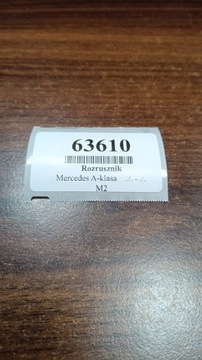 63610
Rozrusznik
Mercedes A-klasa
M2